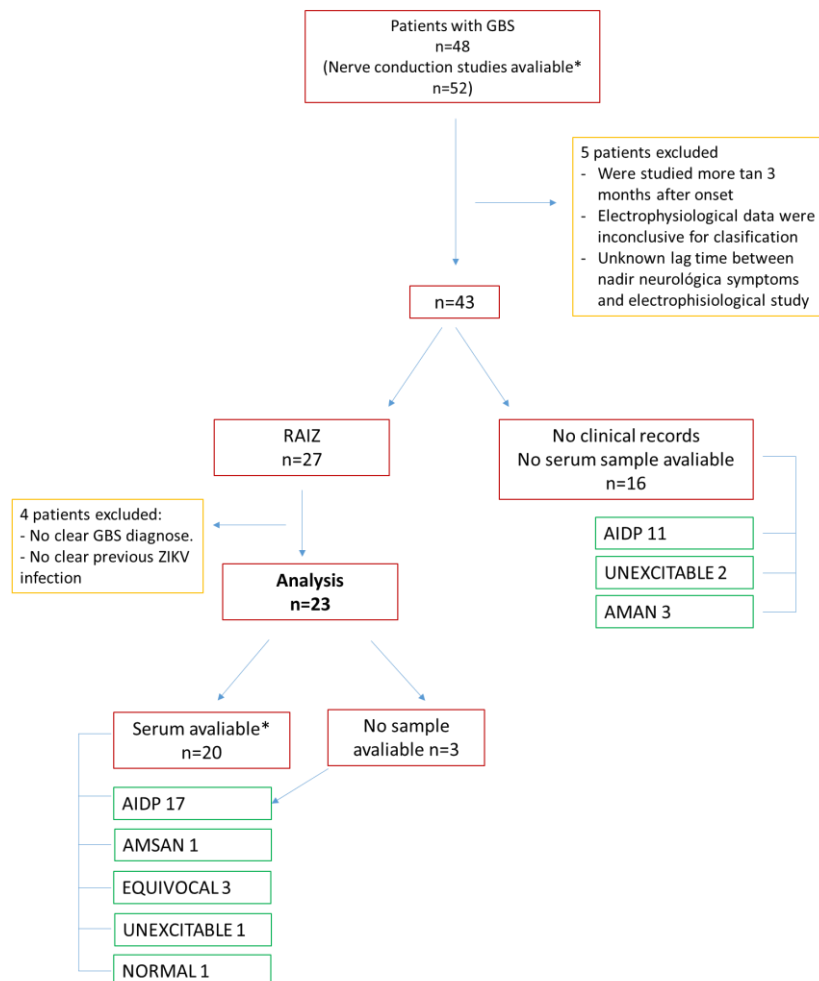 Patients with GBS
n=48
(Nerve conduction studies avaliable*
n=52)
5 patients excluded
- Were studied more tan 3
months after onset
- Electrophysiological data were
inconclusive for clasification
- Unknown lag time between
nadir neurológica symptoms
and electrophisiological study
n=43
RAIZ
n=27
No clinical records
No serum sample avaliable
n=16
4 patients excluded:
- No clear GBS diagnose.
- No clear previous ZIKV
infection
AIDP 11
UNEXCITABLE 2
AMAN 3
Analysis
n=23
Serum avaliable*
n=20
No sample
avaliable n=3
AIDP 17
AMSAN 1
EQUIVOCAL 3
UNEXCITABLE 1
NORMAL 1